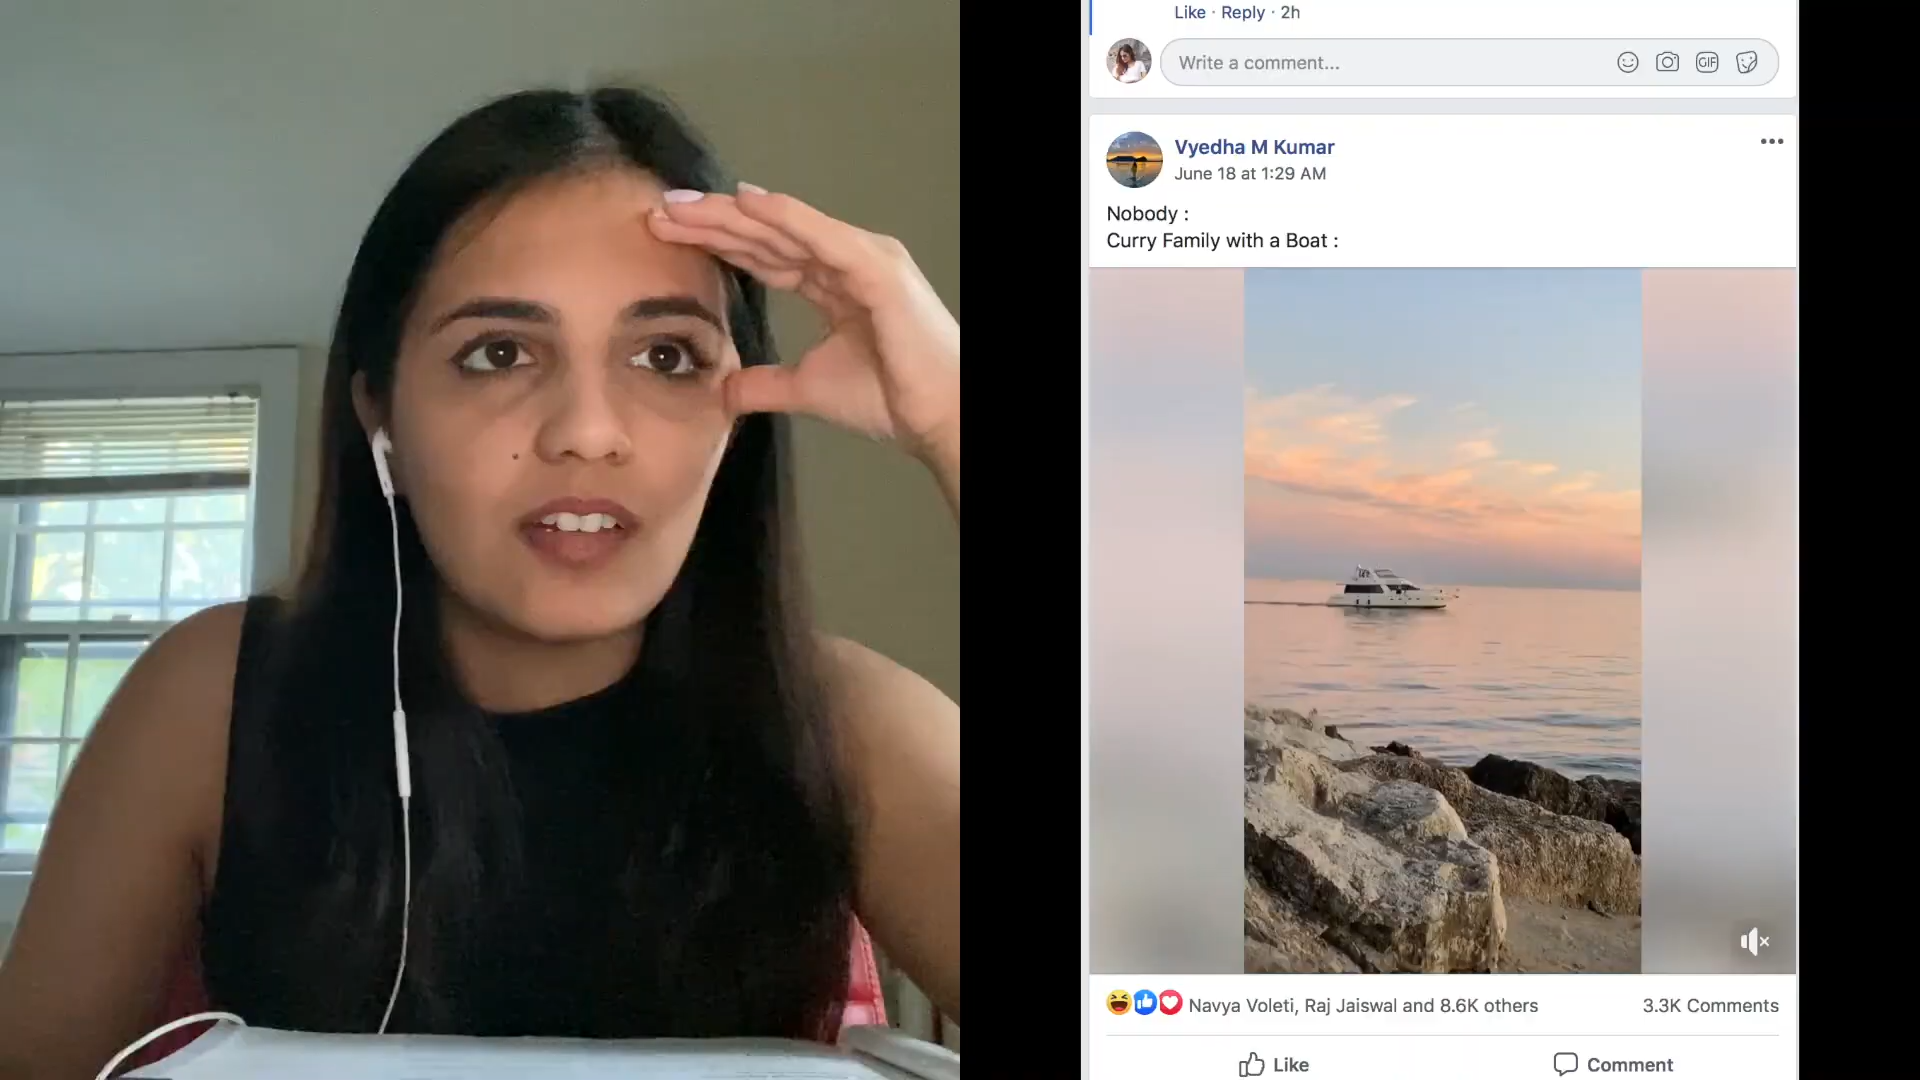 Like · Reply · 2h
Write a comment...
GIF
Vyedha M Kumar
June 18 at 1:29 AM
Nobody :
Curry Family with a Boat :
Navya Voleti, Raj Jaiswal and 8.6K others
3.3K Comments
Like
Comment